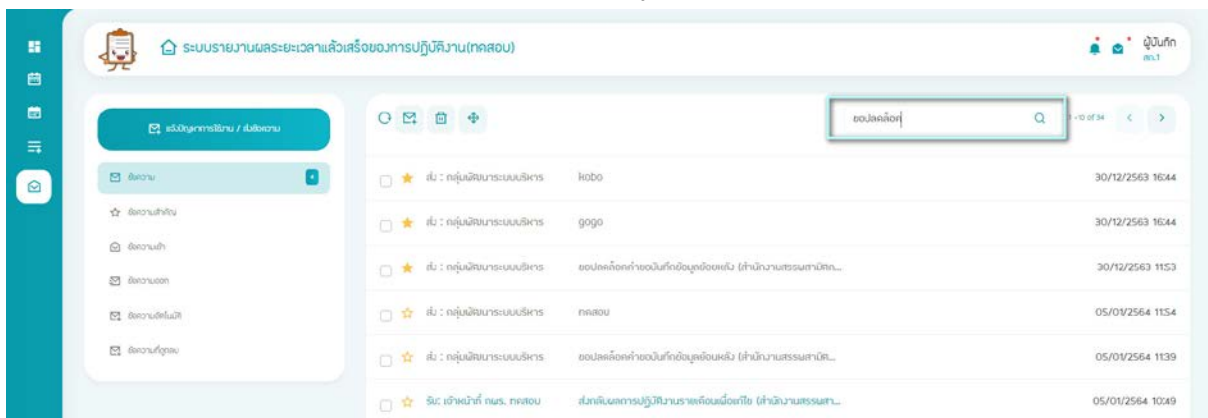 ระบบรายงานผลระยะเวลาแล้วเสร็จของการปฏิบัติงาน(ทดสอบ)
ผู้บันทึก
สต.1
แจ้งปัญหาการใช้งาน / ส่งข้อความ
ขอปลดล็อก
1 -10 of 34
ข้อความ
ข้อความสำคัญ
ข้อความเข้า
ข้อความออก
ข้อความอัตโนมัติ
ข้อความที่ถูกลบ
ส่ง : กลุ่มพัฒนาระบบบริหาร kobo 30/12/2563 16:44
ส่ง : กลุ่มพัฒนาระบบบริหาร gogo 30/12/2563 16:44
ส่ง : กลุ่มพัฒนาระบบบริหาร ขอปลดล็อคคำขอบันทึกข้อมูลย้อนหลัง (สำนักงานสรรพสามิตภ... 30/12/2563 11:53
ส่ง : กลุ่มพัฒนาระบบบริหาร ทดสอบ 05/01/2564 11:54
ส่ง : กลุ่มพัฒนาระบบบริหาร ขอปลดล็อคคำขอบันทึกข้อมูลย้อนหลัง (สำนักงานสรรพสามิต... 05/01/2564 11:39
รับ: เจ้าหน้าที่ กพร. ทดสอบ ส่งกลับผลการปฏิบัติงานรายเดือนเพื่อแก้ไข (สำนักงานสรรพสา... 05/01/2564 10:49